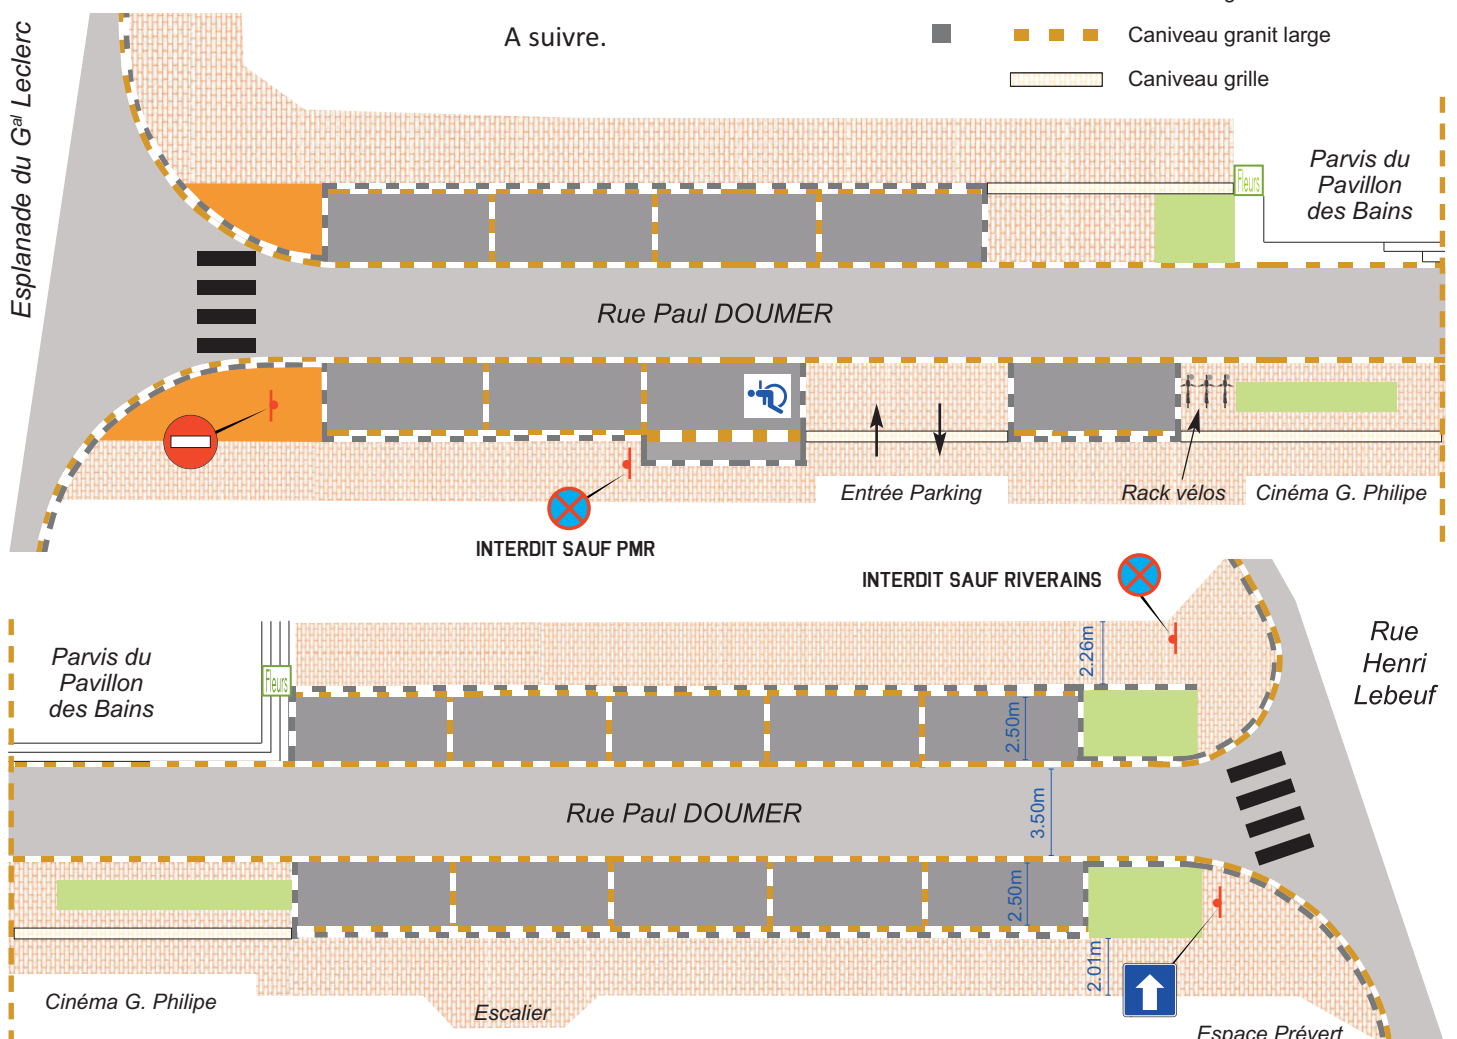 A suivre.
Caniveau granit large
Caniveau grille
Esplanade du Gal Leclerc
Fleurs
Parvis du
Pavillon
des Bains
Rue Paul DOUMER
Entrée Parking
Rack vélos
Cinéma G. Philipe
INTERDIT SAUF PMR
INTERDIT SAUF RIVERAINS
Parvis du
Pavillon
des Bains
Fleurs
2.26m
Rue
Henri
Lebeuf
2.50m
Rue Paul DOUMER
3.50m
2.50m
2.01m
Cinéma G. Philipe
Escalier
Espace Prévert